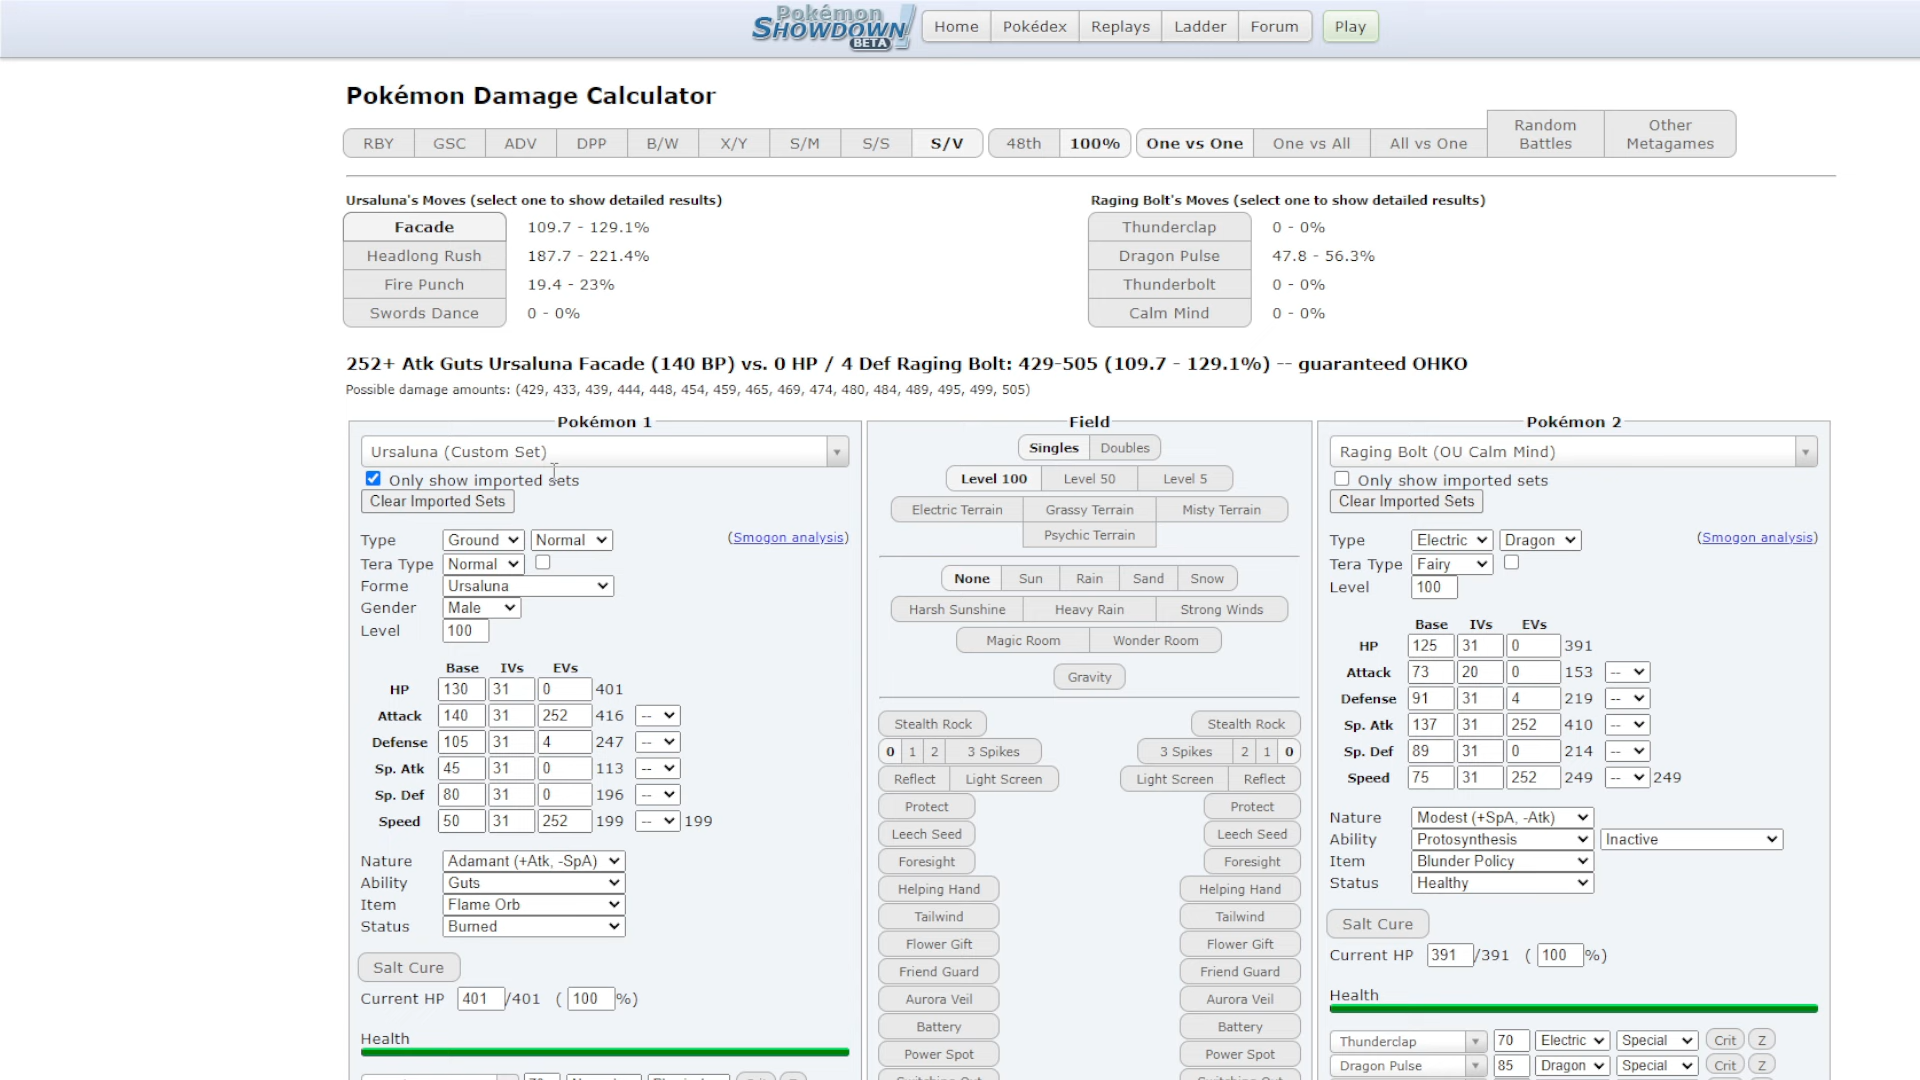 Pokémon SHOWDOWN! BETA Home Pokédex Replays Ladder Forum Play
Pokémon Damage Calculator
RBY GSC ADV DPP B/W X/Y S/M S/S S/V 48th 100% One vs One One vs All All vs One Random Battles Other Metagames
Ursaluna's Moves (select one to show detailed results)
Facade 109.7 - 129.1%
Headlong Rush 187.7 - 221.4%
Fire Punch 19.4 - 23%
Swords Dance 0 - 0%
Raging Bolt's Moves (select one to show detailed results)
Thunderclap 0 - 0%
Dragon Pulse 47.8 - 56.3%
Thunderbolt 0 - 0%
Calm Mind 0 - 0%
252+ Atk Guts Ursaluna Facade (140 BP) vs. 0 HP / 4 Def Raging Bolt: 429-505 (109.7 - 129.1%) -- guaranteed OHKO
Possible damage amounts: (429, 433, 439, 444, 448, 454, 459, 465, 469, 474, 480, 484, 489, 495, 499, 505)
Pokémon 1
Ursaluna (Custom Set)
Only show imported sets
Clear Imported Sets
Type Ground Normal (Smogon analysis)
Tera Type Normal
Forme Ursaluna
Gender Male
Level 100
Base IVs EVs
HP 130 31 0 401
Attack 140 31 252 416 --
Defense 105 31 4 247 --
Sp. Atk 45 31 0 113 --
Sp. Def 80 31 0 196 --
Speed 50 31 252 199 -- 199
Nature Adamant (+Atk, -SpA)
Ability Guts
Item Flame Orb
Status Burned
Salt Cure
Current HP 401 /401 ( 100 %)
Health
Field
Singles Doubles
Level 100 Level 50 Level 5
Electric Terrain Grassy Terrain Misty Terrain
Psychic Terrain
None Sun Rain Sand Snow
Harsh Sunshine Heavy Rain Strong Winds
Magic Room Wonder Room
Gravity
Stealth Rock Stealth Rock
0 1 2 3 Spikes 3 Spikes 2 1 0
Reflect Light Screen Light Screen Reflect
Protect Protect
Leech Seed Leech Seed
Foresight Foresight
Helping Hand Helping Hand
Tailwind Tailwind
Flower Gift Flower Gift
Friend Guard Friend Guard
Aurora Veil Aurora Veil
Battery Battery
Power Spot Power Spot
Pokémon 2
Raging Bolt (OU Calm Mind)
Only show imported sets
Clear Imported Sets
Type Electric Dragon (Smogon analysis)
Tera Type Fairy
Level 100
Base IVs EVs
HP 125 31 0 391
Attack 73 20 0 153 --
Defense 91 31 4 219 --
Sp. Atk 137 31 252 410 --
Sp. Def 89 31 0 214 --
Speed 75 31 252 249 -- 249
Nature Modest (+SpA, -Atk)
Ability Protosynthesis Inactive
Item Blunder Policy
Status Healthy
Salt Cure
Current HP 391 /391 ( 100 %)
Health
Thunderclap 70 Electric Special Crit Z
Dragon Pulse 85 Dragon Special Crit Z